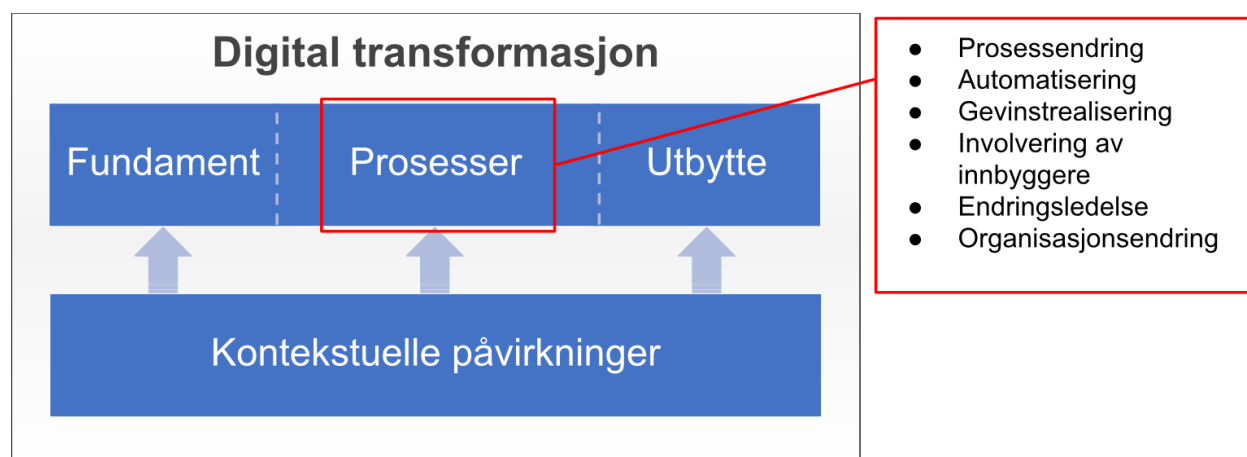 Digital transformasjon
Fundament
Prosesser
Utbytte
Kontekstuelle påvirkninger
● Prosessendring
● Automatisering
● Gevinstrealisering
● Involvering av
innbyggere
● Endringsledelse
● Organisasjonsendring